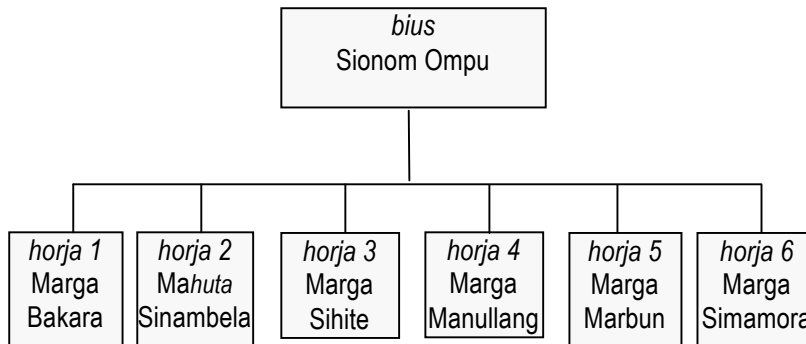 bius
Sionom Ompu
horja 1
Marga
Bakara
horja 2
Mahuta
Sinambela
horja 3
Marga
Sihite
horja 4
Marga
Manullang
horja 5
Marga
Marbun
horja 6
Marga
Simamora